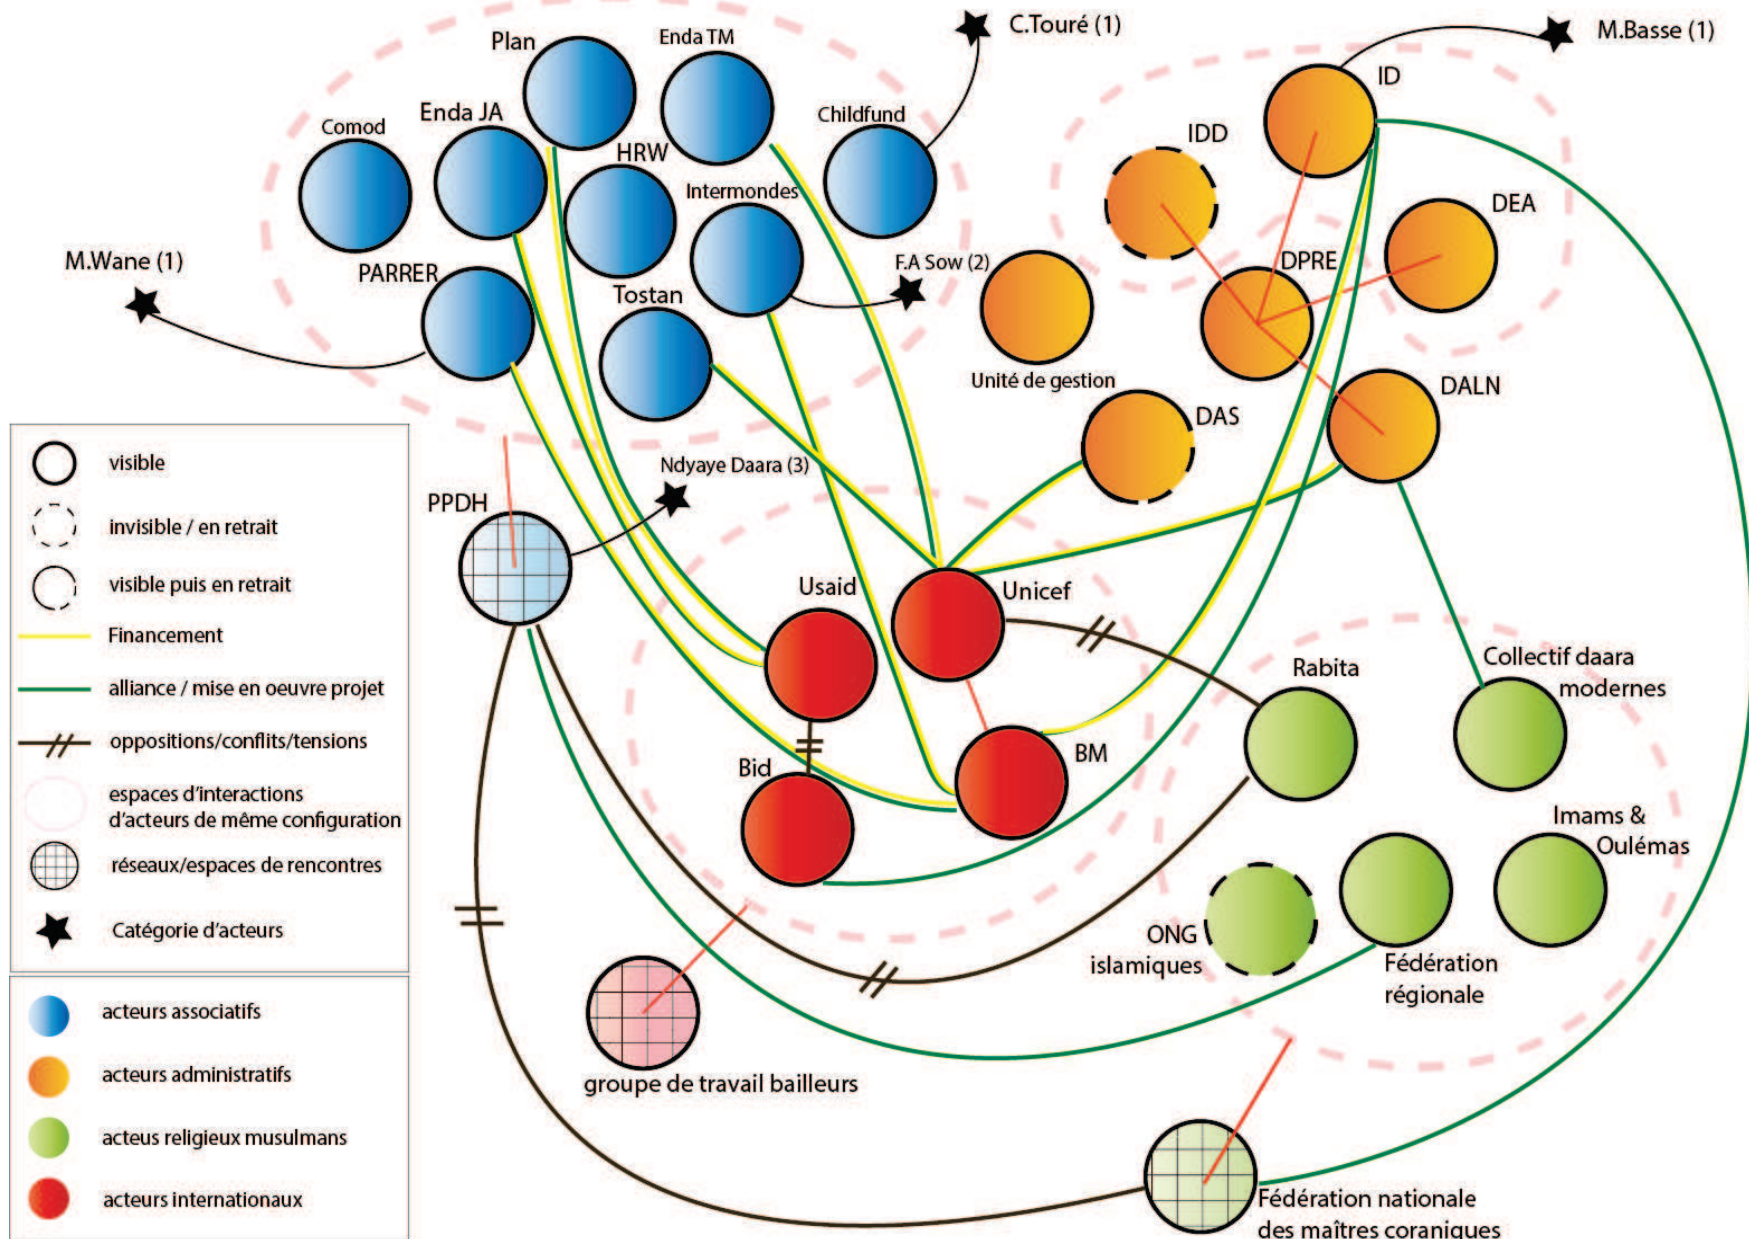 C.Touré (1)
M.Basse (1)
Plan
Enda TM
ID
Enda JA
Childfund
Comod
IDD
HRW
Intermondes
DEA
M.Wane (1)
PARRER
F.A Sow (2)
DPRE
Tostan
Unité de gestion
DALN
DAS
visible
Ndyaye Daara (3)
PPDH
invisible / en retrait
visible puis en retrait
Usaid
Unicef
Financement
Rabita
Collectif daara
modernes
alliance / mise en oeuvre projet
oppositions/conflits/tensions
Bid
BM
espaces d'interactions
d'acteurs de même configuration
Imams &
Oulémas
réseaux/espaces de rencontres
Catégorie d'acteurs
ONG
islamiques
Fédération
régionale
acteurs associatifs
groupe de travail bailleurs
acteurs administratifs
acteus religieux musulmans
acteurs internationaux
Fédération nationale
des maîtres coraniques